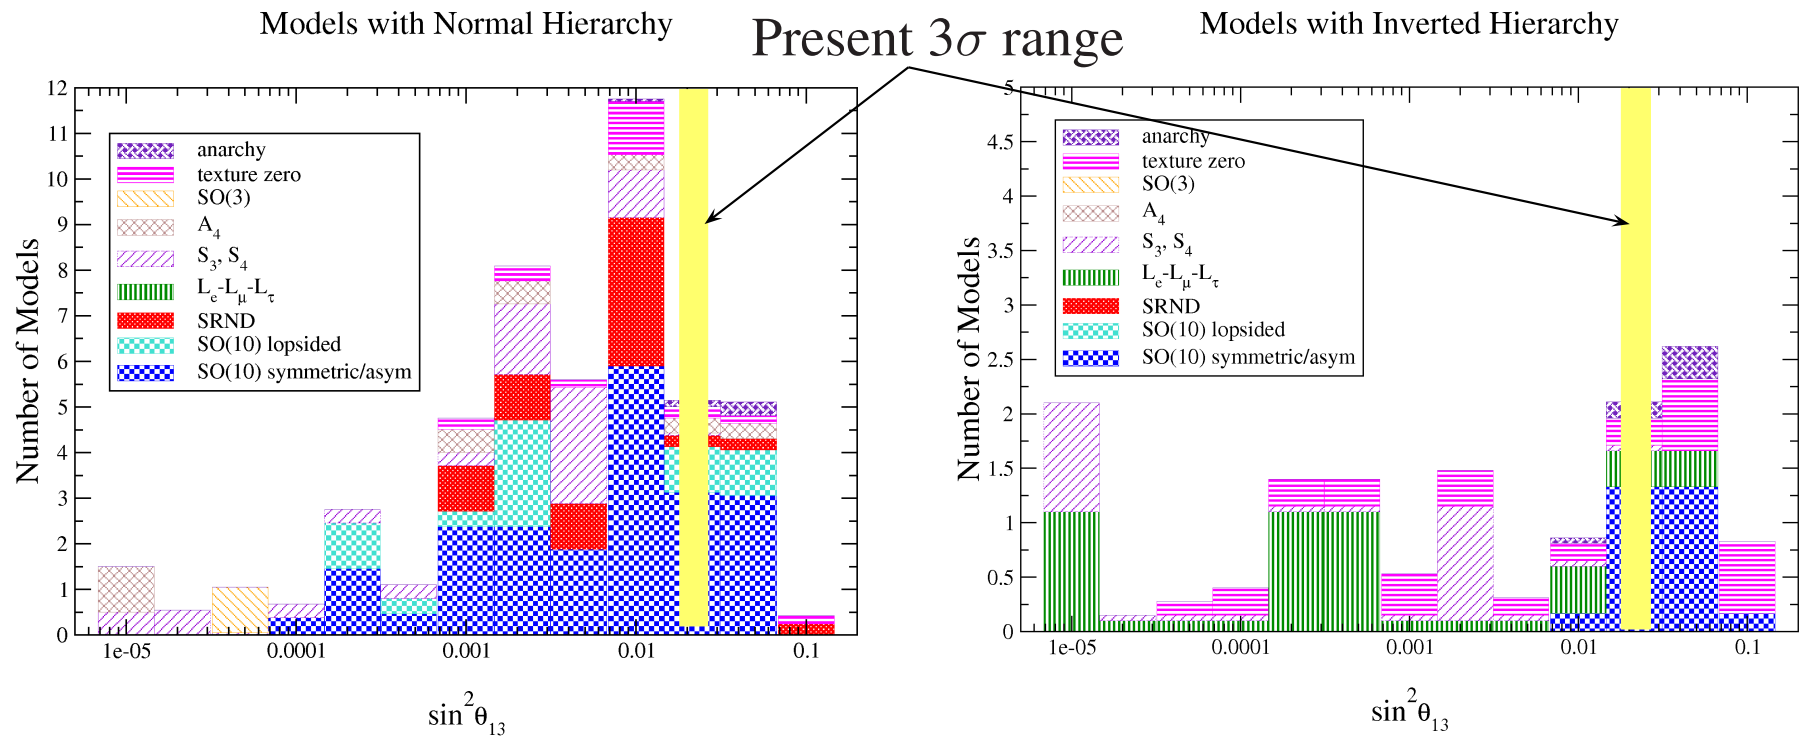 Models with Normal Hierarchy
Present 3σ range
Models with Inverted Hierarchy
12
11
10
9
8
7
6
5
4
3
2
1
0
Number of Models
anarchy
texture zero
SO(3)
A4
S3, S4
Le-Lμ-Lτ
SRND
SO(10) lopsided
SO(10) symmetric/asym
1e-05
0.0001
0.001
0.01
0.1
sin²θ13
5
4.5
4
3.5
3
2.5
2
1.5
1
0.5
0
Number of Models
anarchy
texture zero
SO(3)
A4
S3, S4
Le-Lμ-Lτ
SRND
SO(10) lopsided
SO(10) symmetric/asym
1e-05
0.0001
0.001
0.01
0.1
sin²θ13